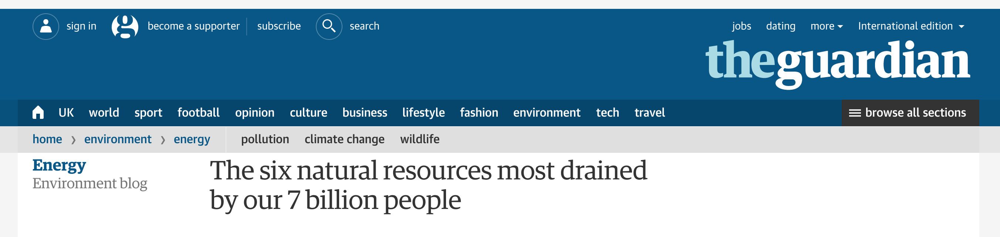 sign in become a supporter subscribe search jobs dating more International edition
theguardian
UK world sport football opinion culture business lifestyle fashion environment tech travel browse all sections
home › environment › energy pollution climate change wildlife
Energy
Environment blog
The six natural resources most drained
by our 7 billion people